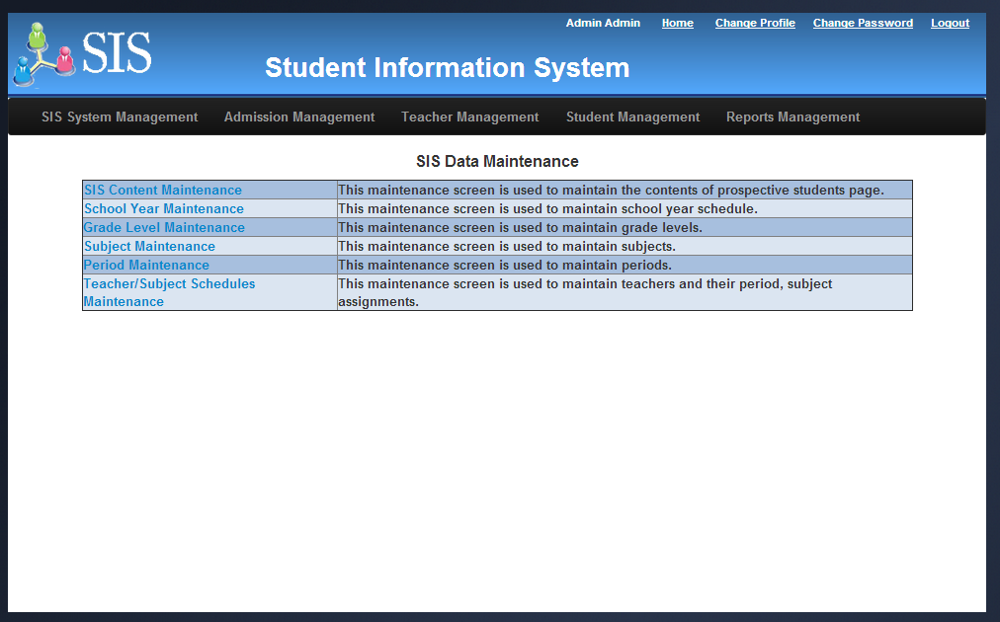 Admin Admin Home Change Profile Change Password Logout
SIS
Student Information System
SIS System Management Admission Management Teacher Management Student Management Reports Management
SIS Data Maintenance
SIS Content Maintenance This maintenance screen is used to maintain the contents of prospective students page.
School Year Maintenance This maintenance screen is used to maintain school year schedule.
Grade Level Maintenance This maintenance screen is used to maintain grade levels.
Subject Maintenance This maintenance screen is used to maintain subjects.
Period Maintenance This maintenance screen is used to maintain periods.
Teacher/Subject Schedules This maintenance screen is used to maintain teachers and their period, subject
Maintenance assignments.